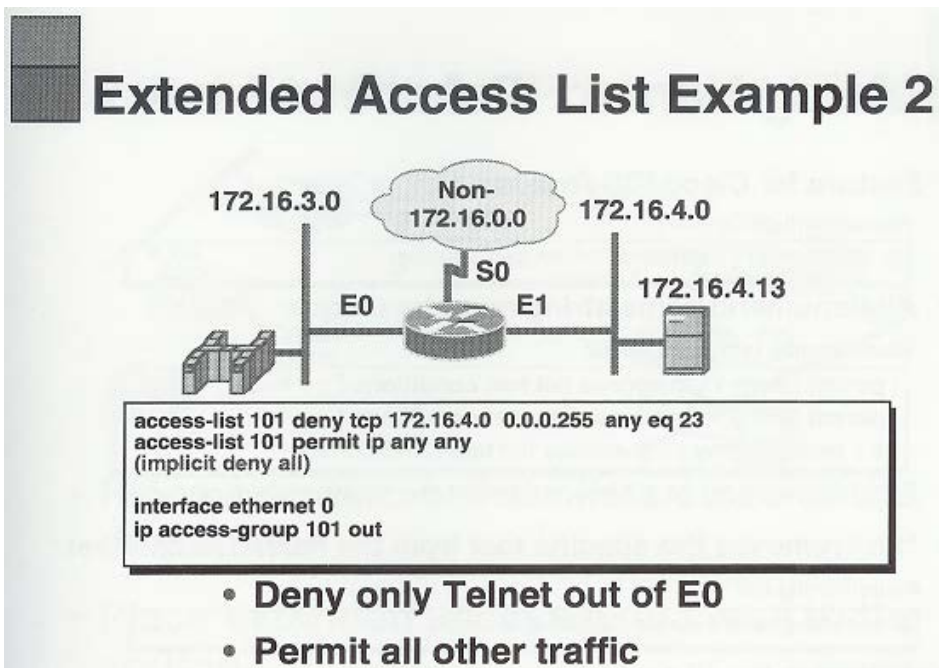 Extended Access List Example 2
172.16.3.0
Non-
172.16.0.0
172.16.4.0
S0
172.16.4.13
E0
E1
access-list 101 deny tcp 172.16.4.0 0.0.0.255 any eq 23
access-list 101 permit ip any any
(implicit deny all)
interface ethernet 0
ip access-group 101 out
• Deny only Telnet out of E0
• Permit all other traffic